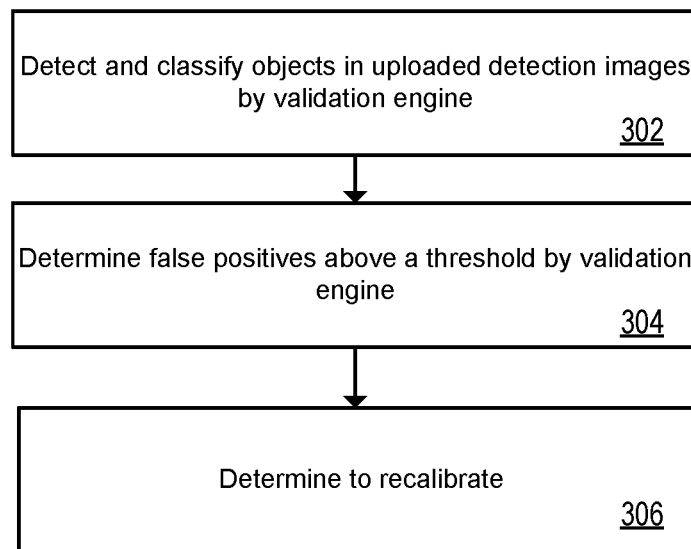 Detect and classify objects in uploaded detection images
by validation engine
302
Determine false positives above a threshold by validation
engine
304
Determine to recalibrate
306